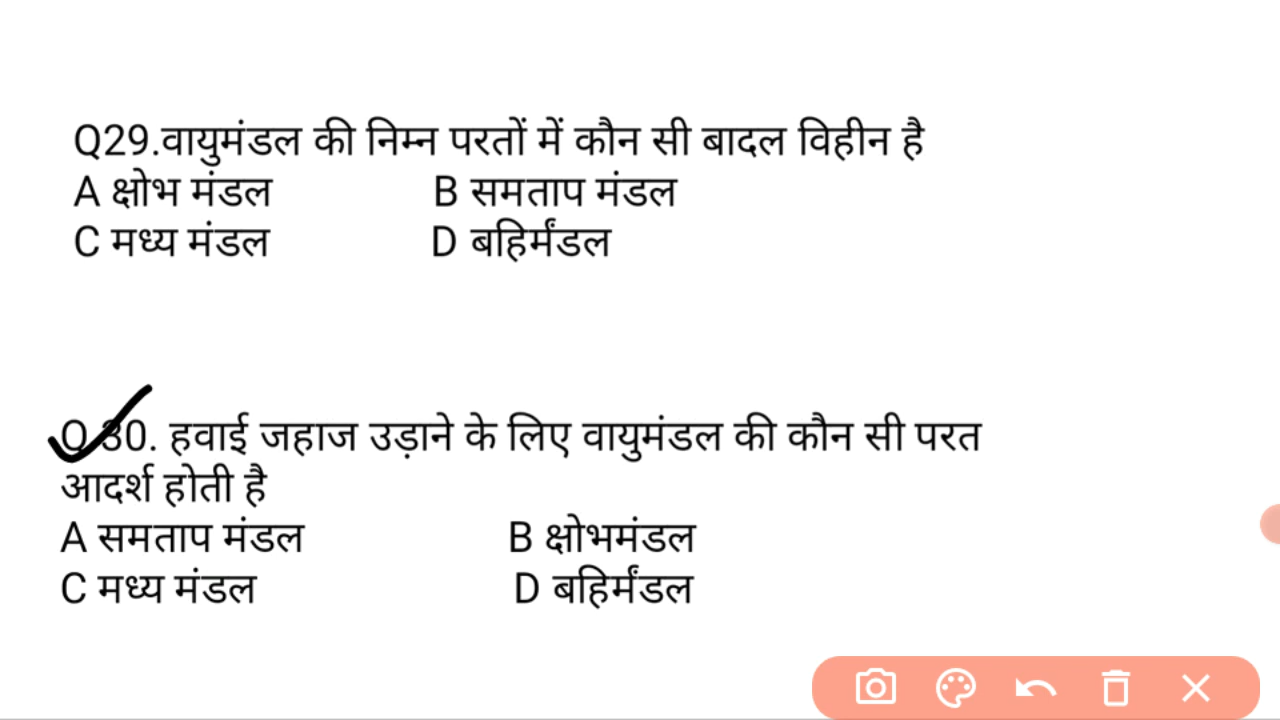 Q29.वायुमंडल की निम्न परतों में कौन सी बादल विहीन है
A क्षोभ मंडल B समताप मंडल
C मध्य मंडल D बहिर्मंडल
Q 30. हवाई जहाज उड़ाने के लिए वायुमंडल की कौन सी परत
आदर्श होती है
A समताप मंडल B क्षोभमंडल
C मध्य मंडल D बहिर्मंडल